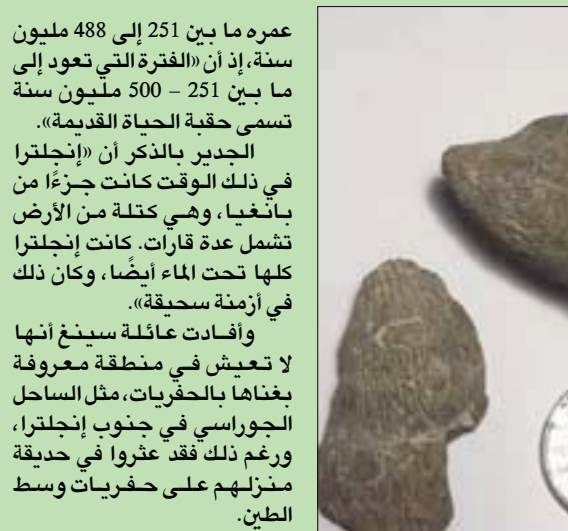 عمره ما بين 251 إلى 488 مليون
سنة، إذ أن «الفترة التي تعود إلى
ما بين 251 – 500 مليون سنة
تسمى حقبة الحياة القديمة».
الجدير بالذكر أن «إنجلترا
في ذلك الوقت كانت جزءًا من
بانغيا، وهي كتلة من الأرض
تشمل عدة قارات. كانت إنجلترا
كلها تحت الماء أيضًا، وكان ذلك
في أزمنة سحيقة».
وأفادت عائلة سينغ أنها
لا تعيش في منطقة معروفة
بغناها بالحفريات، مثل الساحل
الجوراسي في جنوب إنجلترا،
ورغم ذلك فقد عثروا في حديقة
منزلهم على حفريات وسط
الطين.